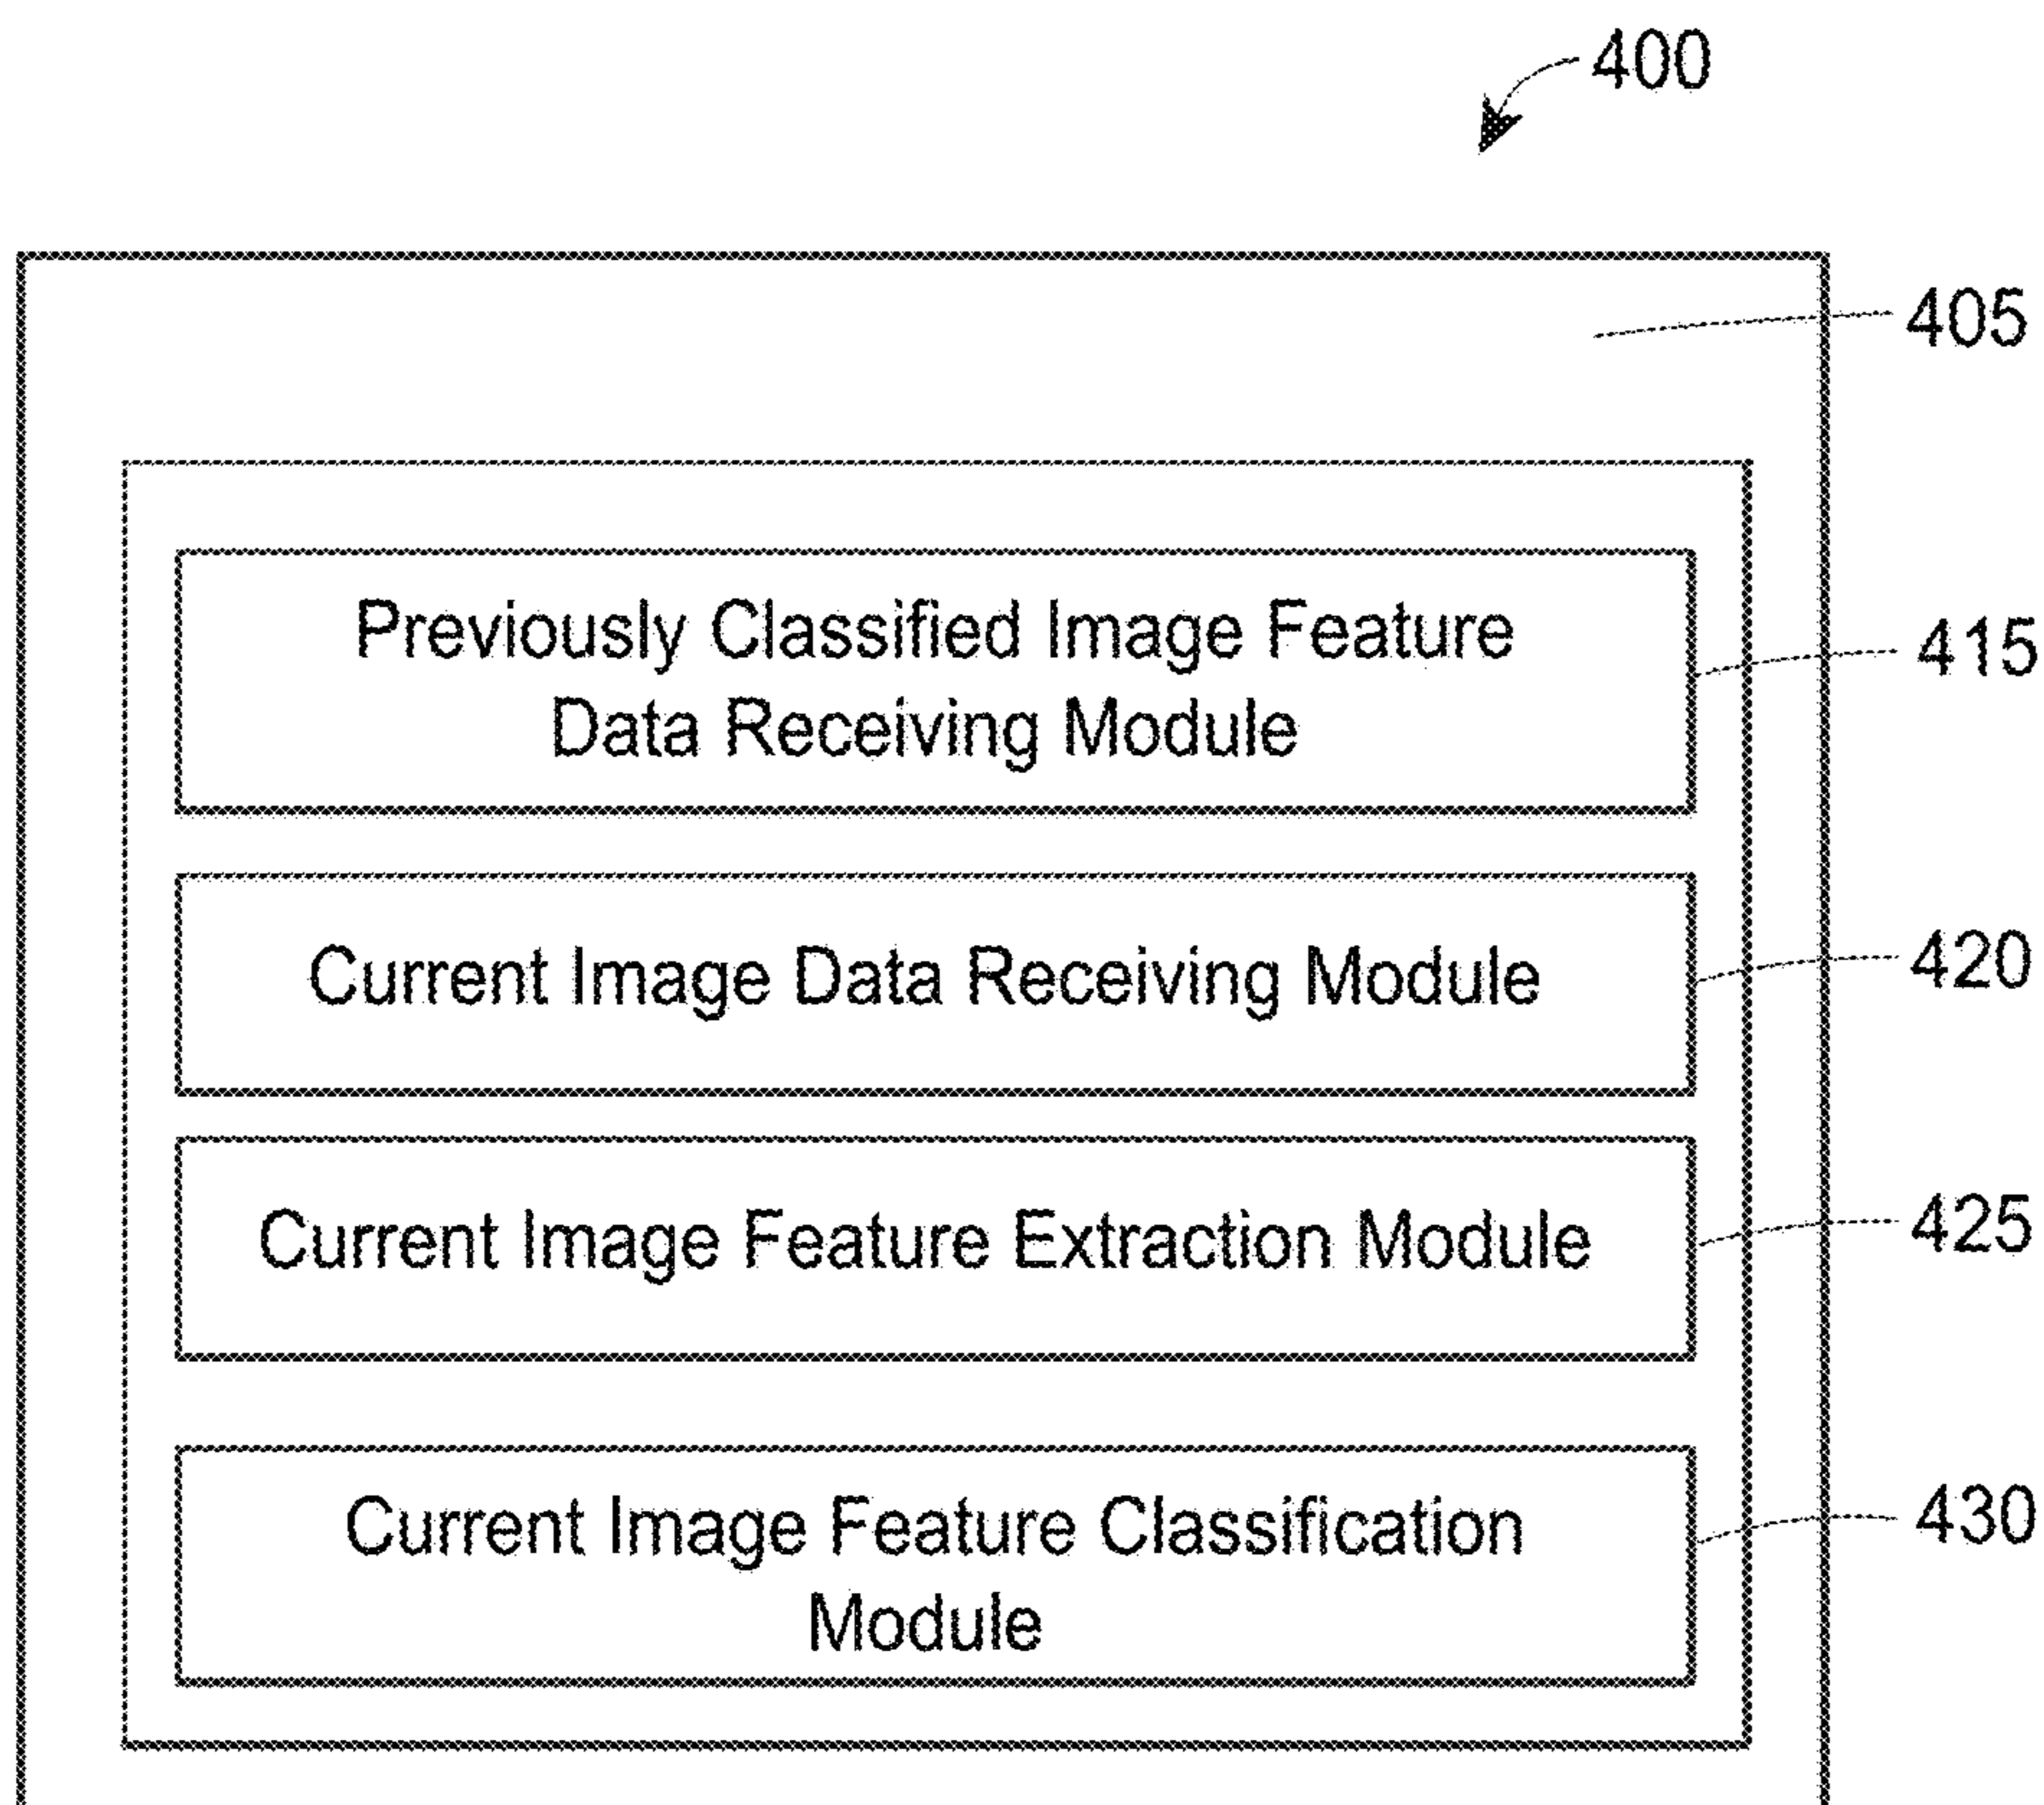 400
405
Previously Classified Image Feature
Data Receiving Module
415
Current Image Data Receiving Module
420
Current Image Feature Extraction Module
425
Current Image Feature Classification
Module
430